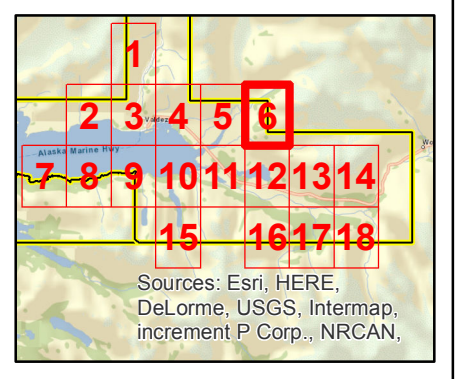 1
2 3 Valdez 4 5 6
Alaska Marine Hwy
7 8 9 10 11 12 13 14
15 16 17 18
Sources: Esri, HERE,
DeLorme, USGS, Intermap,
increment P Corp., NRCAN,